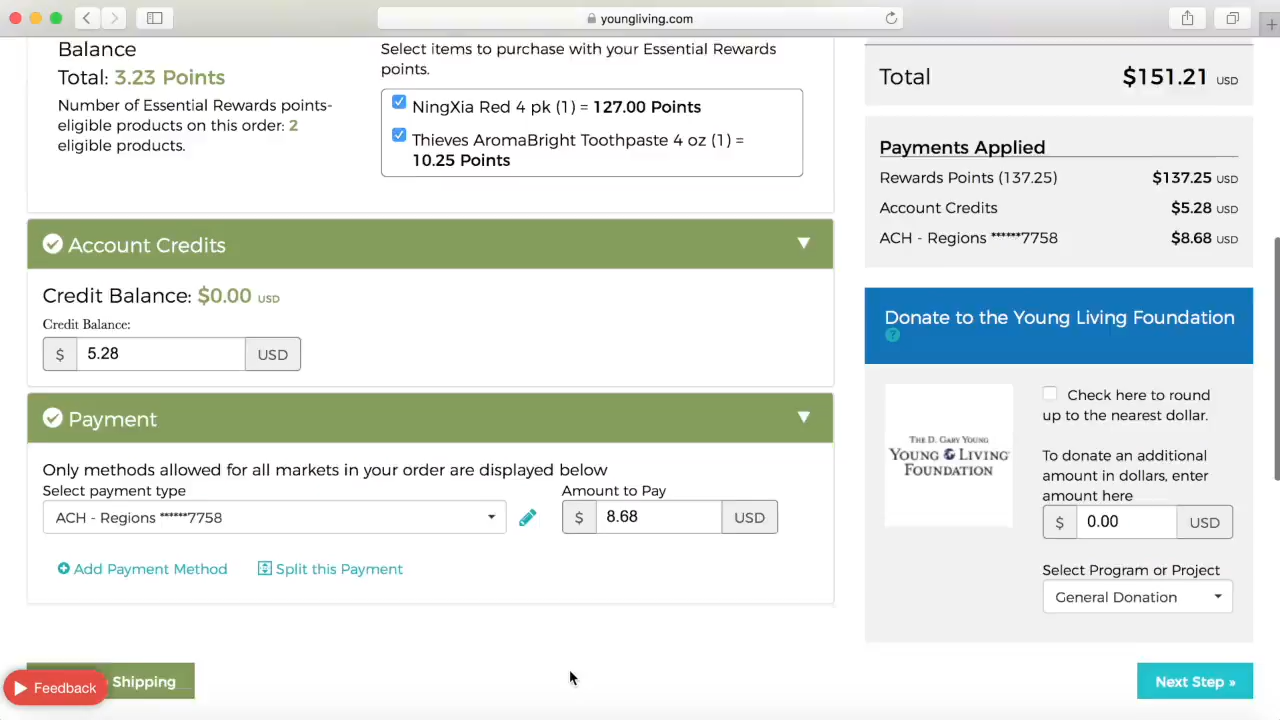 youngliving.com
Balance
Total: 3.23 Points
Number of Essential Rewards points-
eligible products on this order: 2
eligible products.
Select items to purchase with your Essential Rewards
points.
NingXia Red 4 pk (1) = 127.00 Points
Thieves AromaBright Toothpaste 4 oz (1) =
10.25 Points
Account Credits
Credit Balance: $0.00 USD
Credit Balance:
$ 5.28 USD
Payment
Only methods allowed for all markets in your order are displayed below
Select payment type
ACH - Regions ******7758
Amount to Pay
$ 8.68 USD
Add Payment Method
Split this Payment
Shipping
Feedback
Total $151.21 USD
Payments Applied
Rewards Points (137.25) $137.25 USD
Account Credits $5.28 USD
ACH - Regions ******7758 $8.68 USD
Donate to the Young Living Foundation
?
THE D. GARY YOUNG
YOUNG LIVING
FOUNDATION
Check here to round
up to the nearest dollar.
To donate an additional
amount in dollars, enter
amount here
$ 0.00 USD
Select Program or Project
General Donation
Next Step »